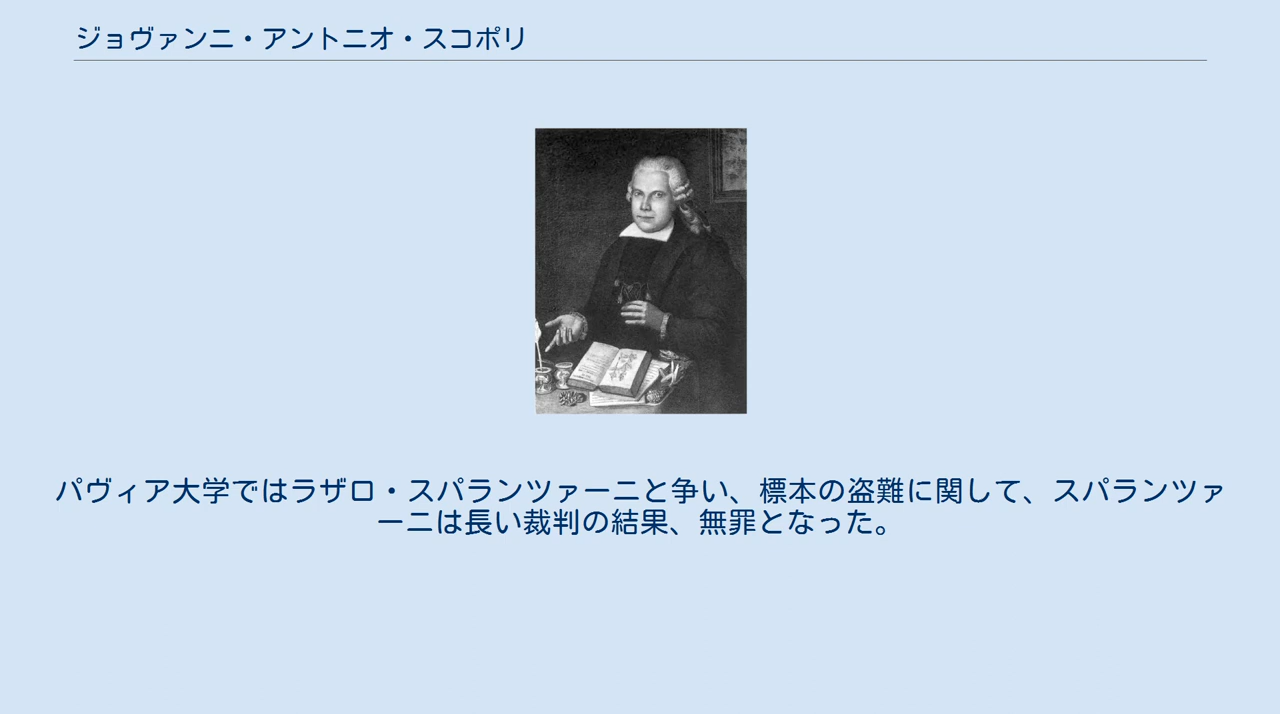 ジョヴァンニ・アントニオ・スコポリ
パヴィア大学ではラザロ・スパランツァーニと争い、標本の盗難に関して、スパランツァ
ーニは長い裁判の結果、無罪となった。